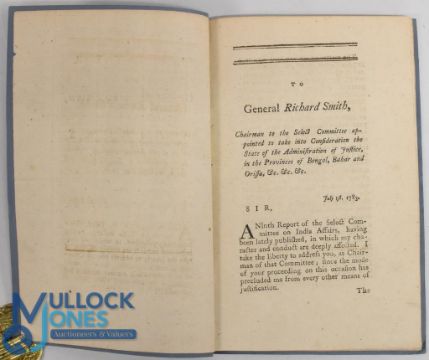 TO
General Richard Smith,
Chairman to the Select Committee ap-
pointed to take into Consideration the
State of the Administration of Justice,
in the Provinces of Bengal, Bahar and
Orissa, &c. &c. &c.
July 1st, 1783.
SIR,
A Ninth Report of the Select Com-
mittee on India Affairs, having
been lately published, in which my cha-
racter and conduct are deeply assailed. I
take the liberty to address you, as Chair-
man of that Committee; since the mode
of your proceeding on this occasion has
precluded me from every other means of
justification.
The
MULLOCK
JONES
Auctioneers & Valuers